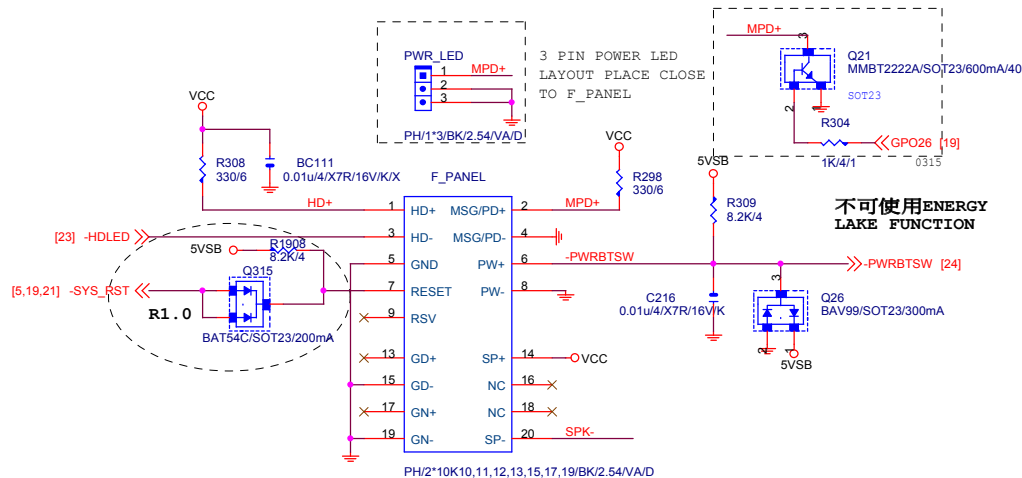 PWR_LED
1
2
3
MPD+
PH/1*3/BK/2.54/VA/D
3 PIN POWER LED
LAYOUT PLACE CLOSE
TO F_PANEL
MPD+
3
Q21
MMBT2222A/SOT23/600mA/40
SOT23
2
1
R304
1K/4/1
GPO26 [19]
0315
VCC
R308
330/6
BC111
0.01u/4/X7R/16V/K/X
HD+
[23] -HDLED
5VSB
R1908
8.2K/4
Q315
[5,19,21] -SYS_RST
R1.0
BAT54C/SOT23/200mA
F_PANEL
1 HD+ MSG/PD+ 2
3 HD- MSG/PD- 4
5 GND PW+ 6
7 RESET PW- 8
9 RSV
13 GD+ SP+ 14
15 GD- NC 16
17 GN+ NC 18
19 GN- SP- 20
PH/2*10K10,11,12,13,15,17,19/BK/2.54/VA/D
VCC
R298
330/6
MPD+
-PWRBTSW
VCC
SPK-
5VSB
R309
8.2K/4
不可使用ENERGY
LAKE FUNCTION
-PWRBTSW [24]
C216
0.01u/4/X7R/16V/K
3
Q26
BAV99/SOT23/300mA
2
1
5VSB